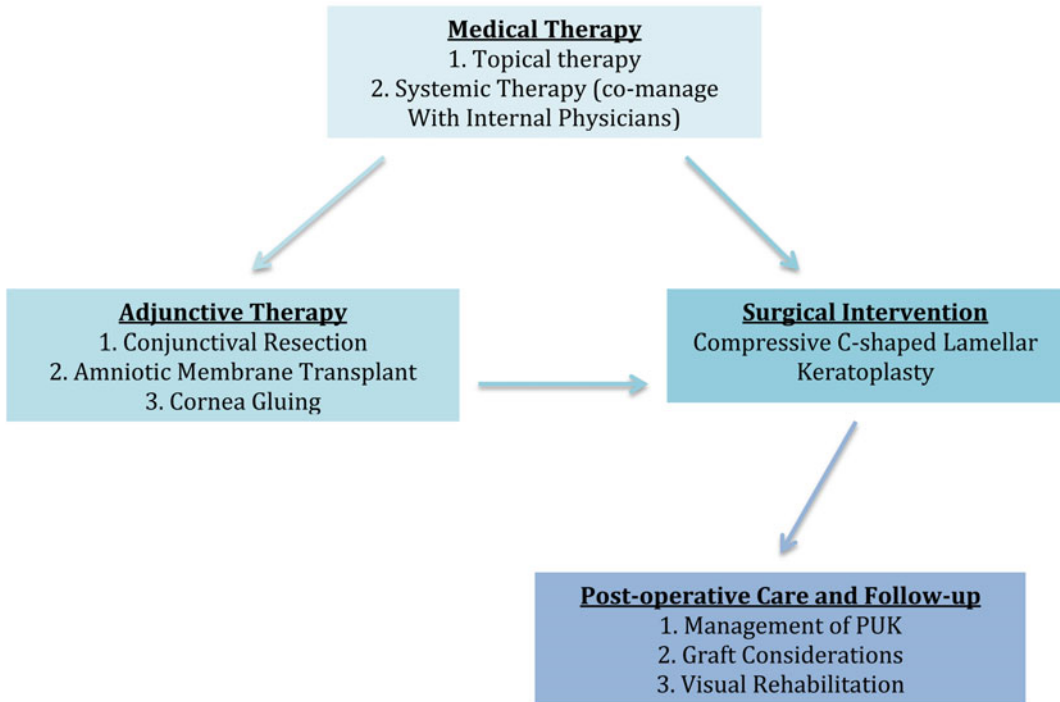 Medical Therapy
1. Topical therapy
2. Systemic Therapy (co-manage
With Internal Physicians)
Adjunctive Therapy
1. Conjunctival Resection
2. Amniotic Membrane Transplant
3. Cornea Gluing
Surgical Intervention
Compressive C-shaped Lamellar
Keratoplasty
Post-operative Care and Follow-up
1. Management of PUK
2. Graft Considerations
3. Visual Rehabilitation